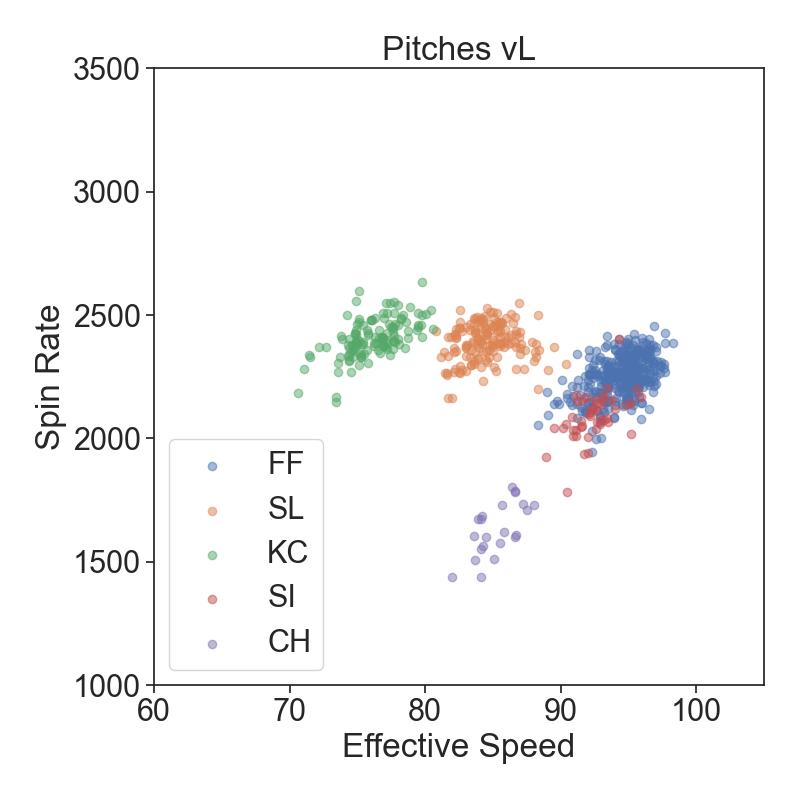 Pitches vL
3500
3000
2500
2000
1500
1000
Spin Rate
FF
SL
KC
SI
CH
60 70 80 90 100
Effective Speed